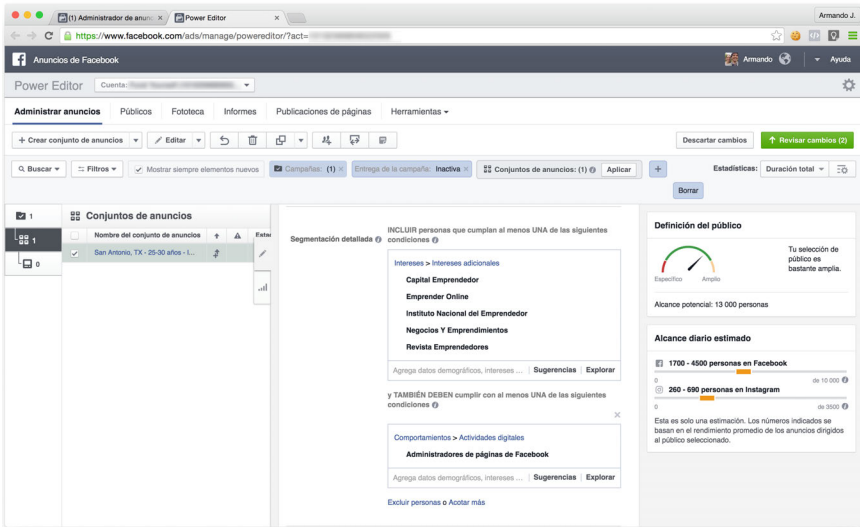 (1) Administrador de anunc
Power Editor
Armando J.
https://www.facebook.com/ads/manage/powereditor/?act=
Anuncios de Facebook
Armando
Ayuda
Power Editor
Cuenta:
Administrar anuncios
Públicos
Fototeca
Informes
Publicaciones de páginas
Herramientas
+ Crear conjunto de anuncios
Editar
Descartar cambios
Revisar cambios (2)
Buscar
Filtros
Mostrar siempre elementos nuevos
Campañas: (1)
Entrega de la campaña: Inactiva
Conjuntos de anuncios: (1)
Aplicar
+
Estadísticas:
Duración total
Borrar
1
1
0
Conjuntos de anuncios
Nombre del conjunto de anuncios
Estad
San Antonio, TX - 25-30 años - I...
Segmentación detallada
INCLUIR personas que cumplan al menos UNA de las siguientes
condiciones
Intereses > Intereses adicionales
Capital Emprendedor
Emprender Online
Instituto Nacional del Emprendedor
Negocios Y Emprendimientos
Revista Emprendedores
Agrega datos demográficos, intereses ... | Sugerencias | Explorar
y TAMBIÉN DEBEN cumplir con al menos UNA de las siguientes
condiciones
Comportamientos > Actividades digitales
Administradores de páginas de Facebook
Agrega datos demográficos, intereses ... | Sugerencias | Explorar
Excluir personas o Acotar más
Definición del público
Específico
Amplio
Tu selección de
público es
bastante amplia.
Alcance potencial: 13 000 personas
Alcance diario estimado
1700 - 4500 personas en Facebook
0
de 10 000
260 - 690 personas en Instagram
0
de 3500
Esta es solo una estimación. Los números indicados se
basan en el rendimiento promedio de los anuncios dirigidos
al público seleccionado.